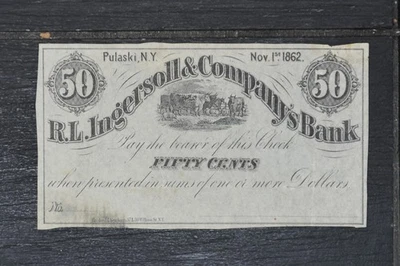 Pulaski, N.Y. Nov. 1st 1862.
50 50
R.L. Ingersoll & Company's Bank
Pay the bearer of this Check
FIFTY CENTS
when presented in sums of one or more Dollars